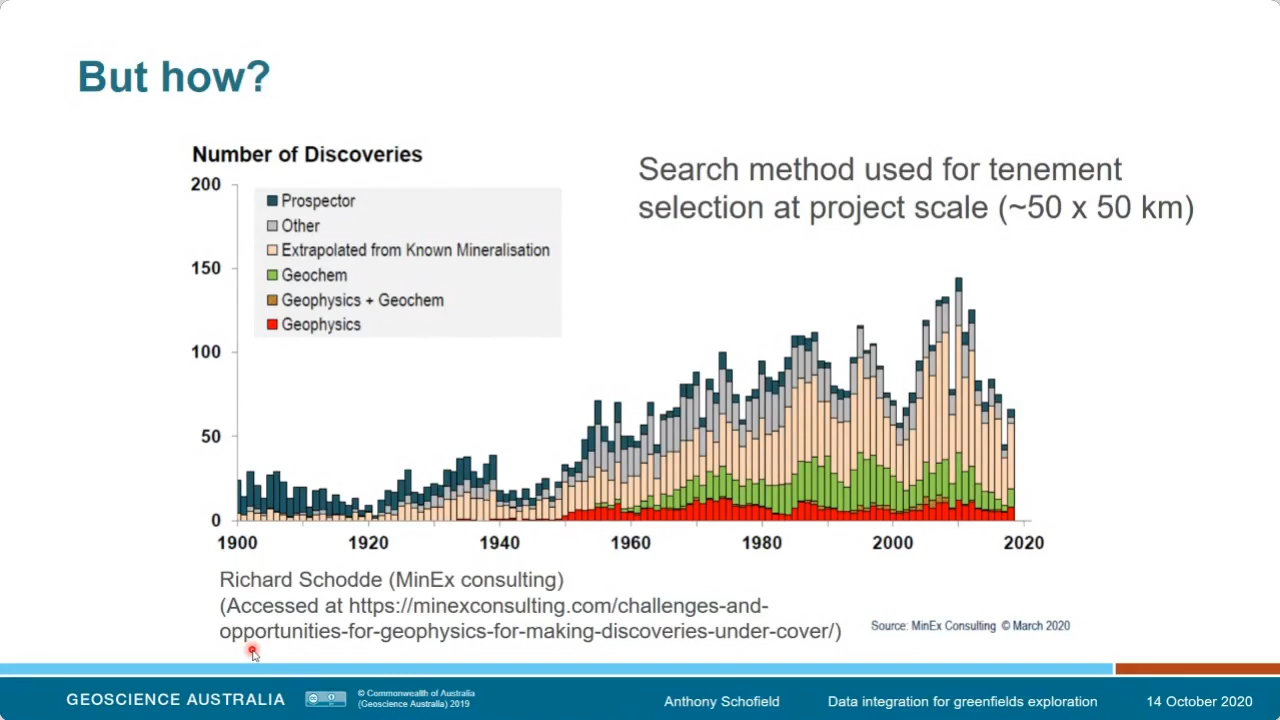 But how?
Number of Discoveries
Search method used for tenement
selection at project scale (~50 x 50 km)
200
150
100
50
0
Prospector
Other
Extrapolated from Known Mineralisation
Geochem
Geophysics + Geochem
Geophysics
1900 1920 1940 1960 1980 2000 2020
Richard Schodde (MinEx consulting)
(Accessed at https://minexconsulting.com/challenges-and-
opportunities-for-geophysics-for-making-discoveries-under-cover/)
Source: MinEx Consulting © March 2020
GEOSCIENCE AUSTRALIA
© Commonwealth of Australia
(Geoscience Australia) 2019
Anthony Schofield Data integration for greenfields exploration 14 October 2020